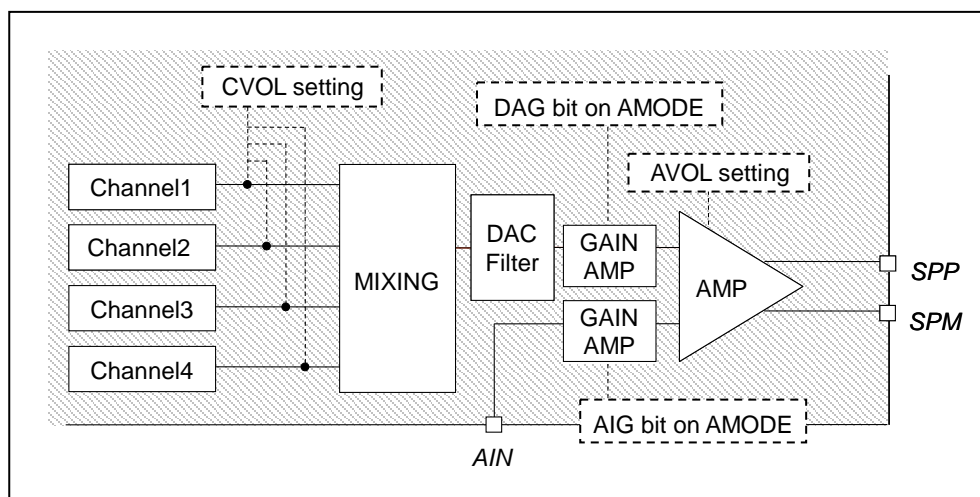 CVOL setting
DAG bit on AMODE
AVOL setting
Channel1
Channel2
Channel3
Channel4
MIXING
DAC
Filter
GAIN
AMP
GAIN
AMP
AMP
SPP
SPM
AIG bit on AMODE
AIN